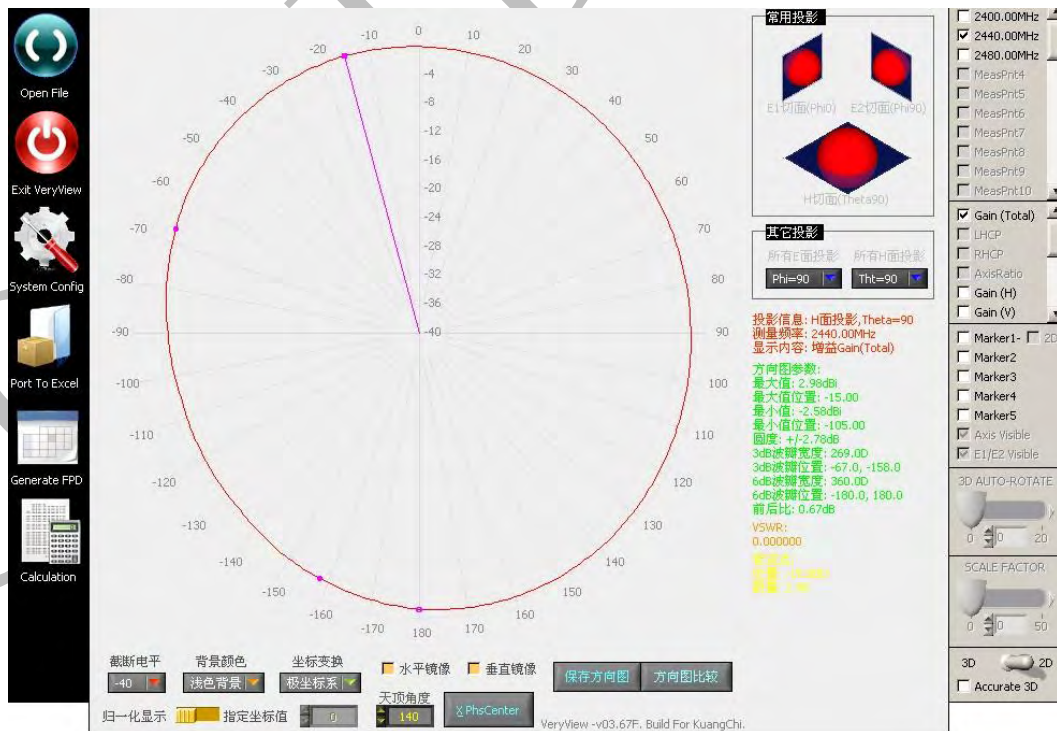 Open File
Exit VeryView
System Config
Port To Excel
Generate FPD
Calculation
0
10
20
30
40
50
60
70
80
90
100
110
120
130
140
150
160
170
180
-170
-160
-150
-140
-130
-120
-110
-100
-90
-80
-70
-60
-50
-40
-30
-20
-10
-4
-8
-12
-16
-20
-24
-28
-32
-36
-40
常用投影
E1切面(Phi0)
E2切面(Phi90)
H切面(Theta90)
其它投影
所有E面投影
所有H面投影
Phi=90
Tht=90
投影信息: H面投影,Theta=90
测量频率: 2440.00MHz
显示内容: 增益Gain(Total)
方向图参数:
最大值: 2.98dBi
最大值位置: -15.00
最小值: -2.58dBi
最小值位置: -105.00
圆度: +/-2.78dB
3dB波瓣宽度: 269.0D
3dB波瓣位置: -67.0, -158.0
6dB波瓣宽度: 360.0D
6dB波瓣位置: -180.0, 180.0
前后比: 0.67dB
VSWR:
0.000000
2400.00MHz
2440.00MHz
2480.00MHz
MeasPnt4
MeasPnt5
MeasPnt6
MeasPnt7
MeasPnt8
MeasPnt9
MeasPnt10
Gain (Total)
LHCP
RHCP
AxisRatio
Gain (H)
Gain (V)
Marker1- 2D
Marker2
Marker3
Marker4
Marker5
Axis Visible
E1/E2 Visible
3D AUTO-ROTATE
0 0 20
SCALE FACTOR
0 0 50
3D 2D
Accurate 3D
截断电平
-40
背景颜色
浅色背景
坐标变换
极坐标系
水平镜像
垂直镜像
保存方向图
方向图比较
归一化显示
指定坐标值
0
天顶角度
140
X PhsCenter
VeryView -v03.67F. Build For KuangChi.